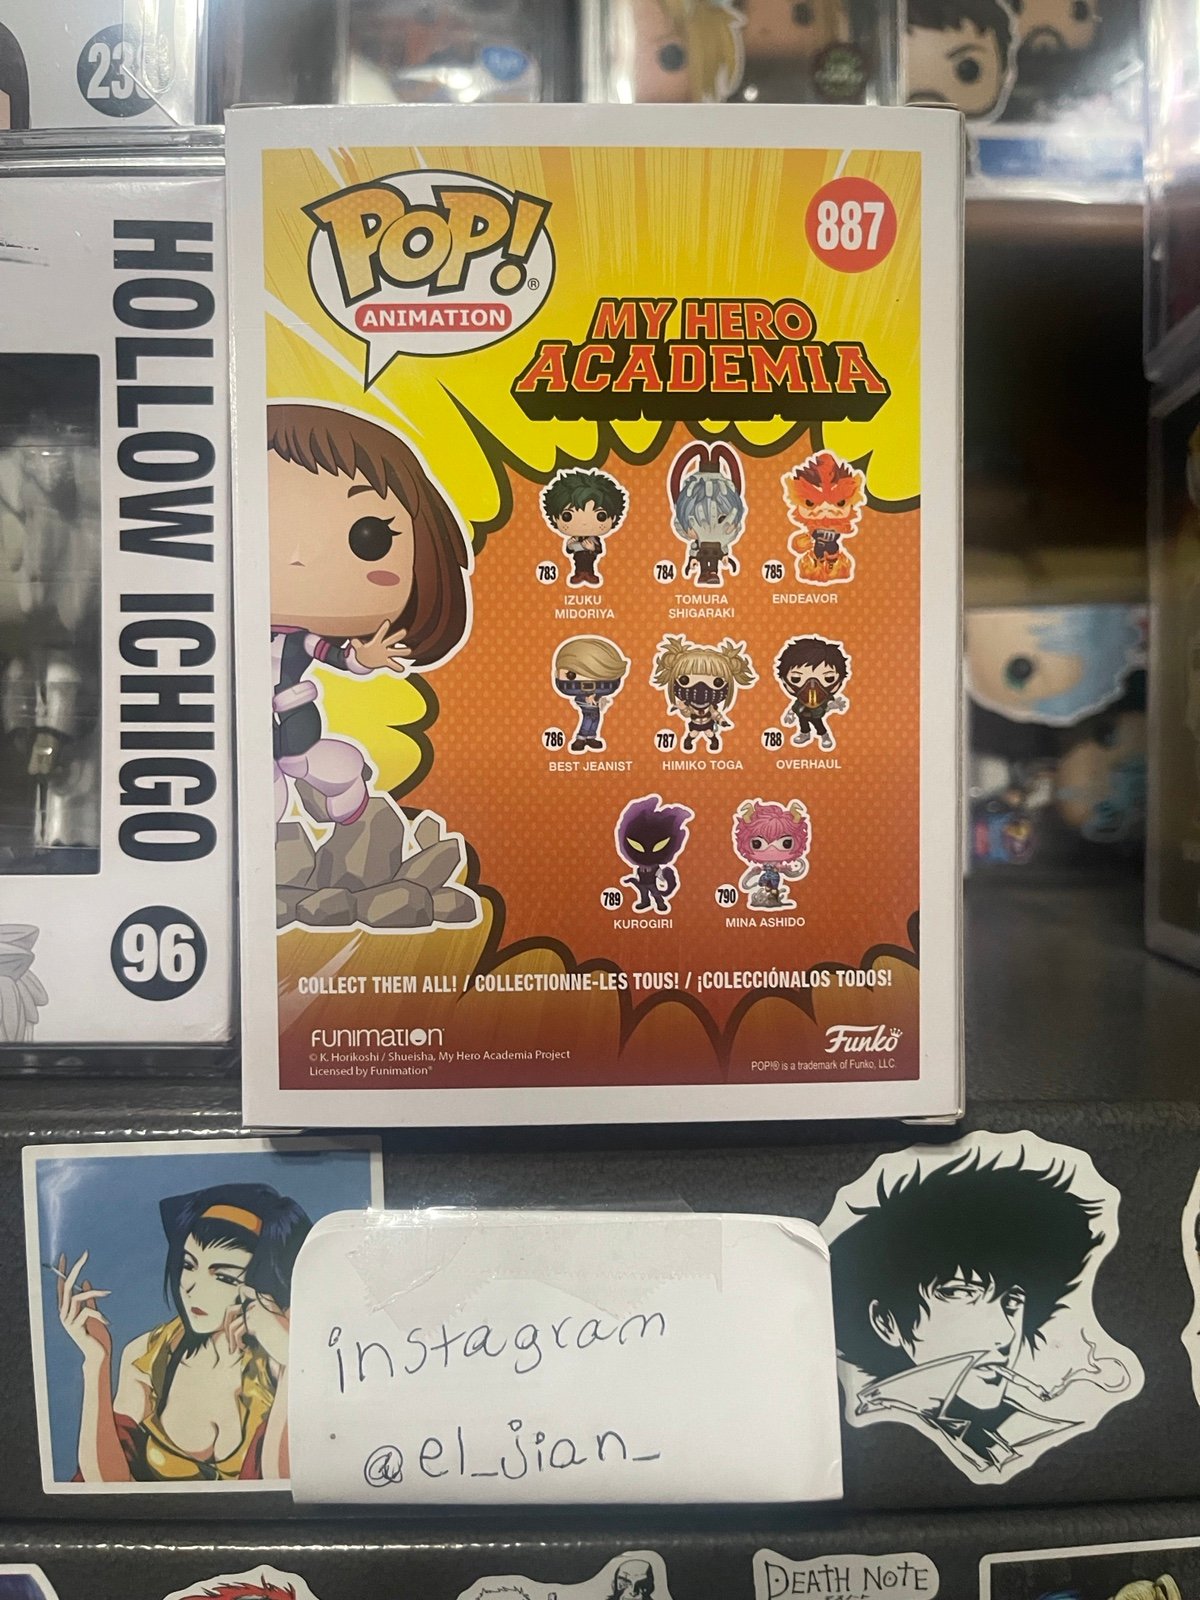 HOLLOW ICHIGO
96
POP!®
ANIMATION
887
MY HERO
ACADEMIA
783
IZUKU
MIDORIYA
784
TOMURA
SHIGARAKI
785
ENDEAVOR
786
BEST JEANIST
787
HIMIKO TOGA
788
OVERHAUL
789
KUROGIRI
790
MINA ASHIDO
COLLECT THEM ALL! / COLLECTIONNE-LES TOUS! / ¡COLECCIÓNALOS TODOS!
FUNIMATION
© K. Horikoshi / Shueisha, My Hero Academia Project
Licensed by Funimation®
Funko
POP!® is a trademark of Funko, LLC.
instagram
@el_jian_
DEATH NOTE